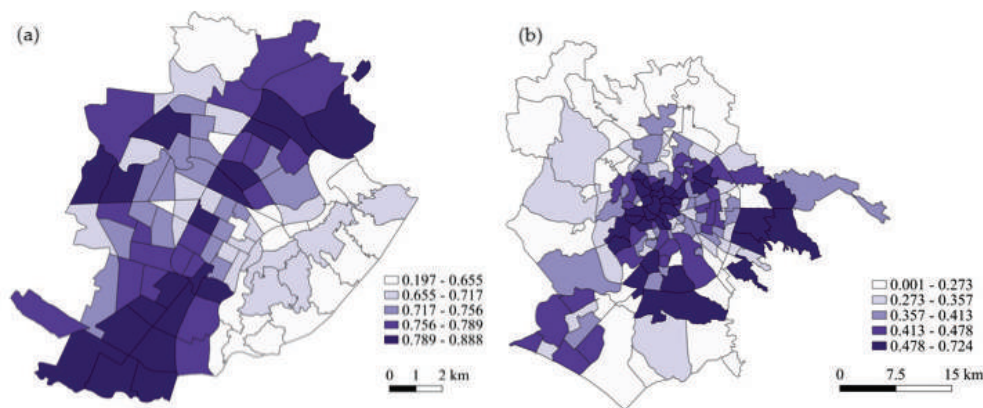 (a)
0.197 - 0.655
0.655 - 0.717
0.717 - 0.756
0.756 - 0.789
0.789 - 0.888
0 1 2 km
(b)
0.001 - 0.273
0.273 - 0.357
0.357 - 0.413
0.413 - 0.478
0.478 - 0.724
0 7.5 15 km